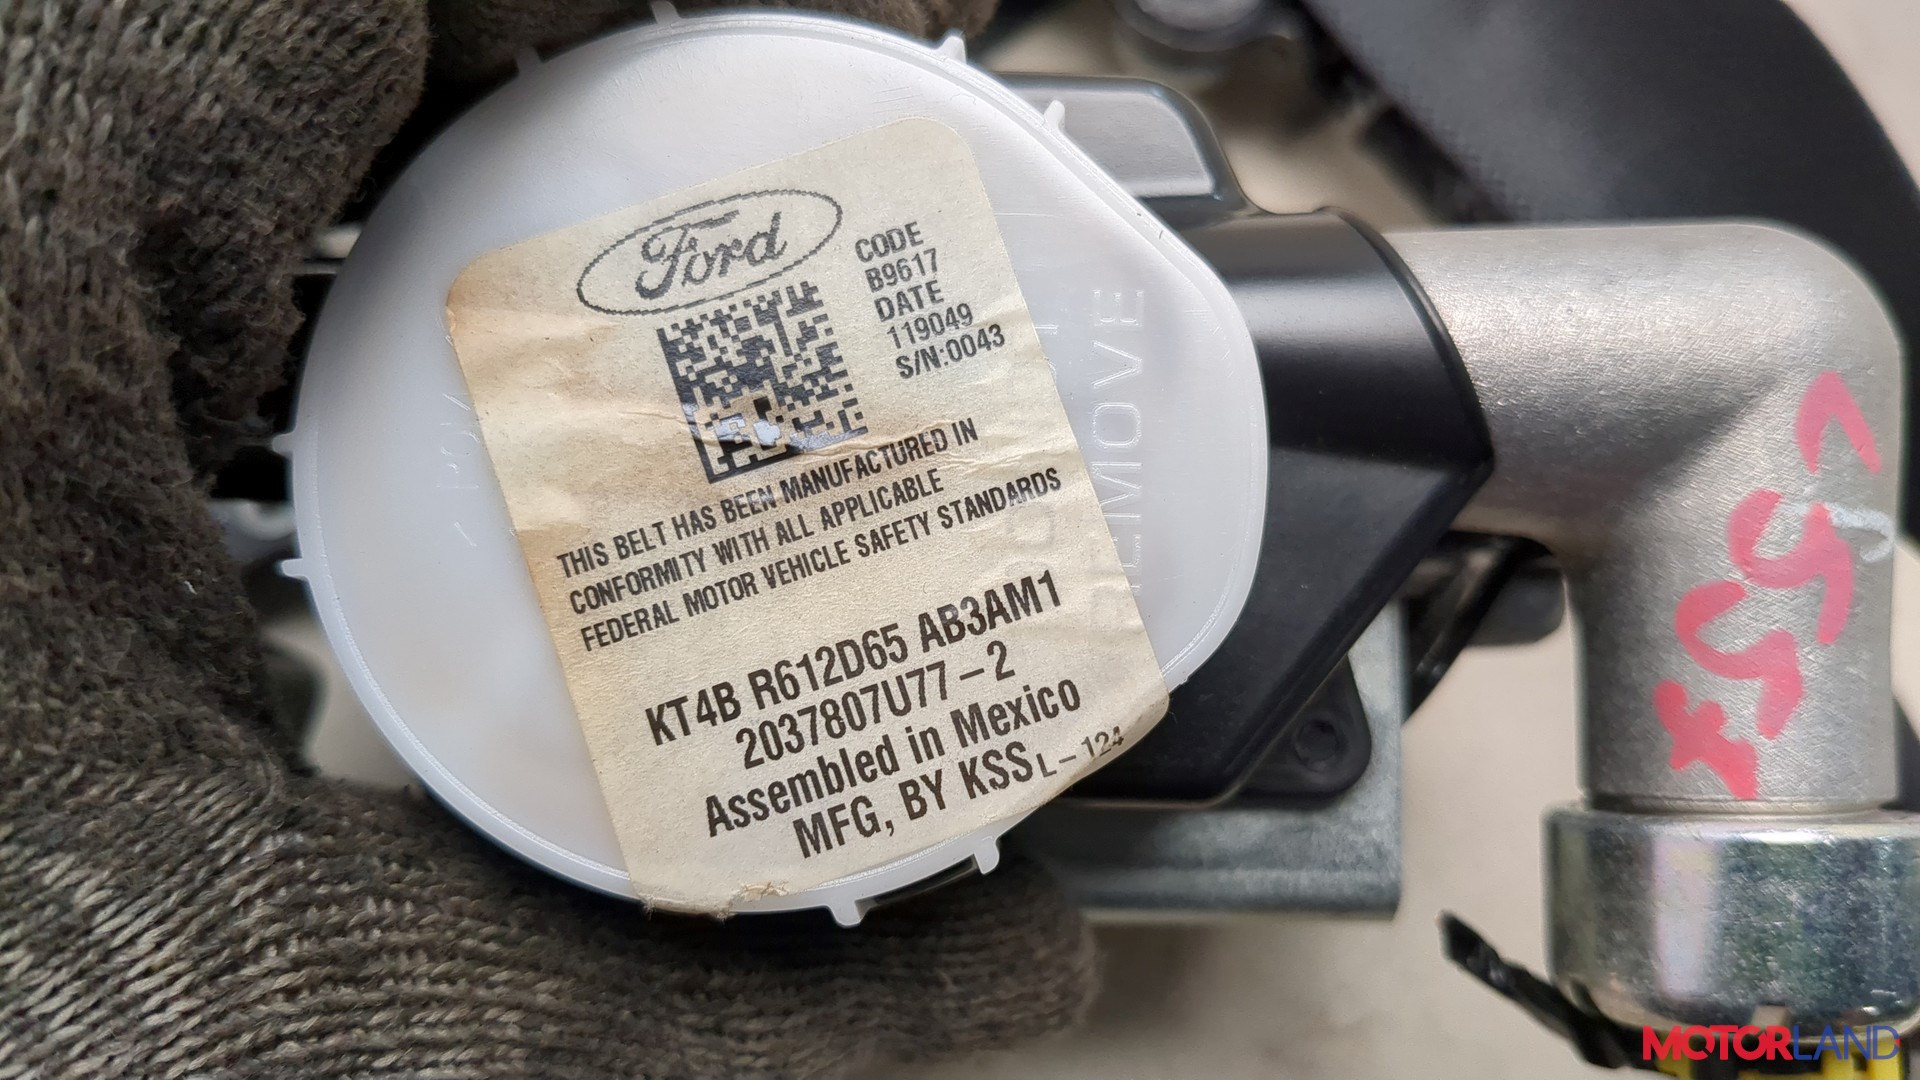 Ford
CODE
B9617
DATE
119049
S/N:0043
THIS BELT HAS BEEN MANUFACTURED IN
CONFORMITY WITH ALL APPLICABLE
FEDERAL MOTOR VEHICLE SAFETY STANDARDS
KT4B R612D65 AB3AM1
2037807U77-2
Assembled in Mexico
MFG, BY KSS L-124
REMOVE
MOTORLAND